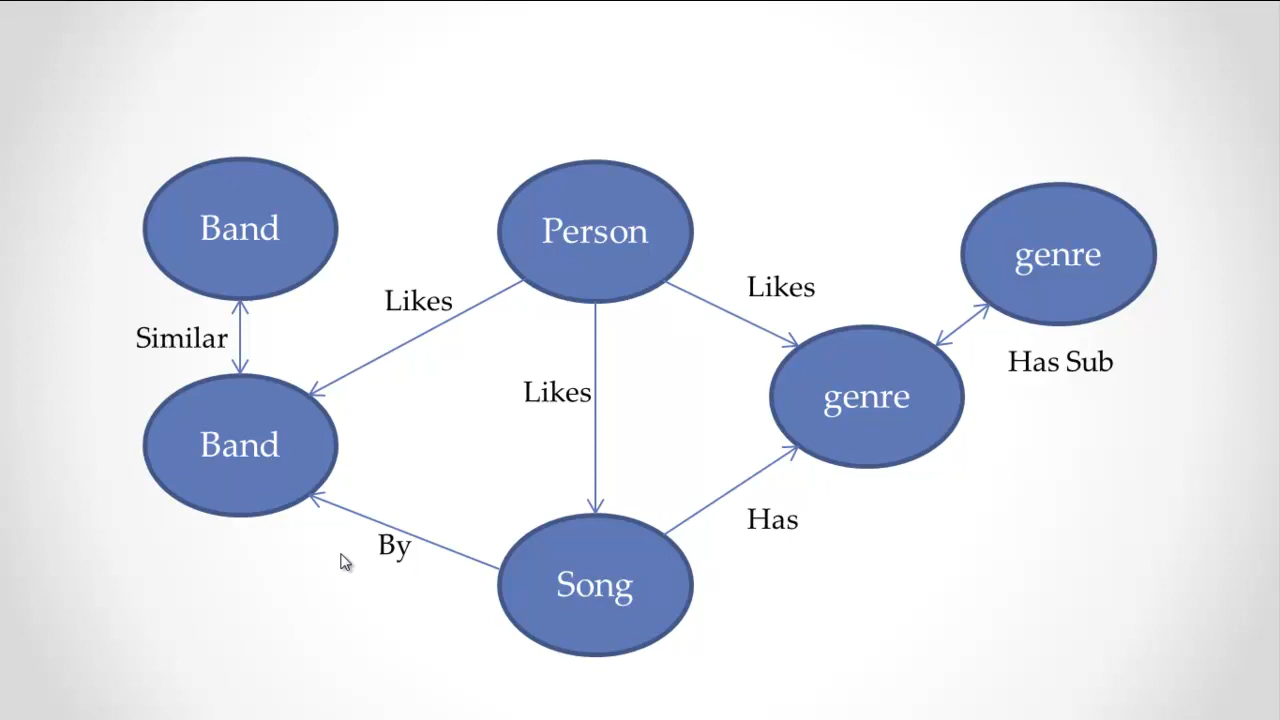 Band
Person
genre
Likes
Likes
Similar
Has Sub
Likes
genre
Band
Has
By
Song